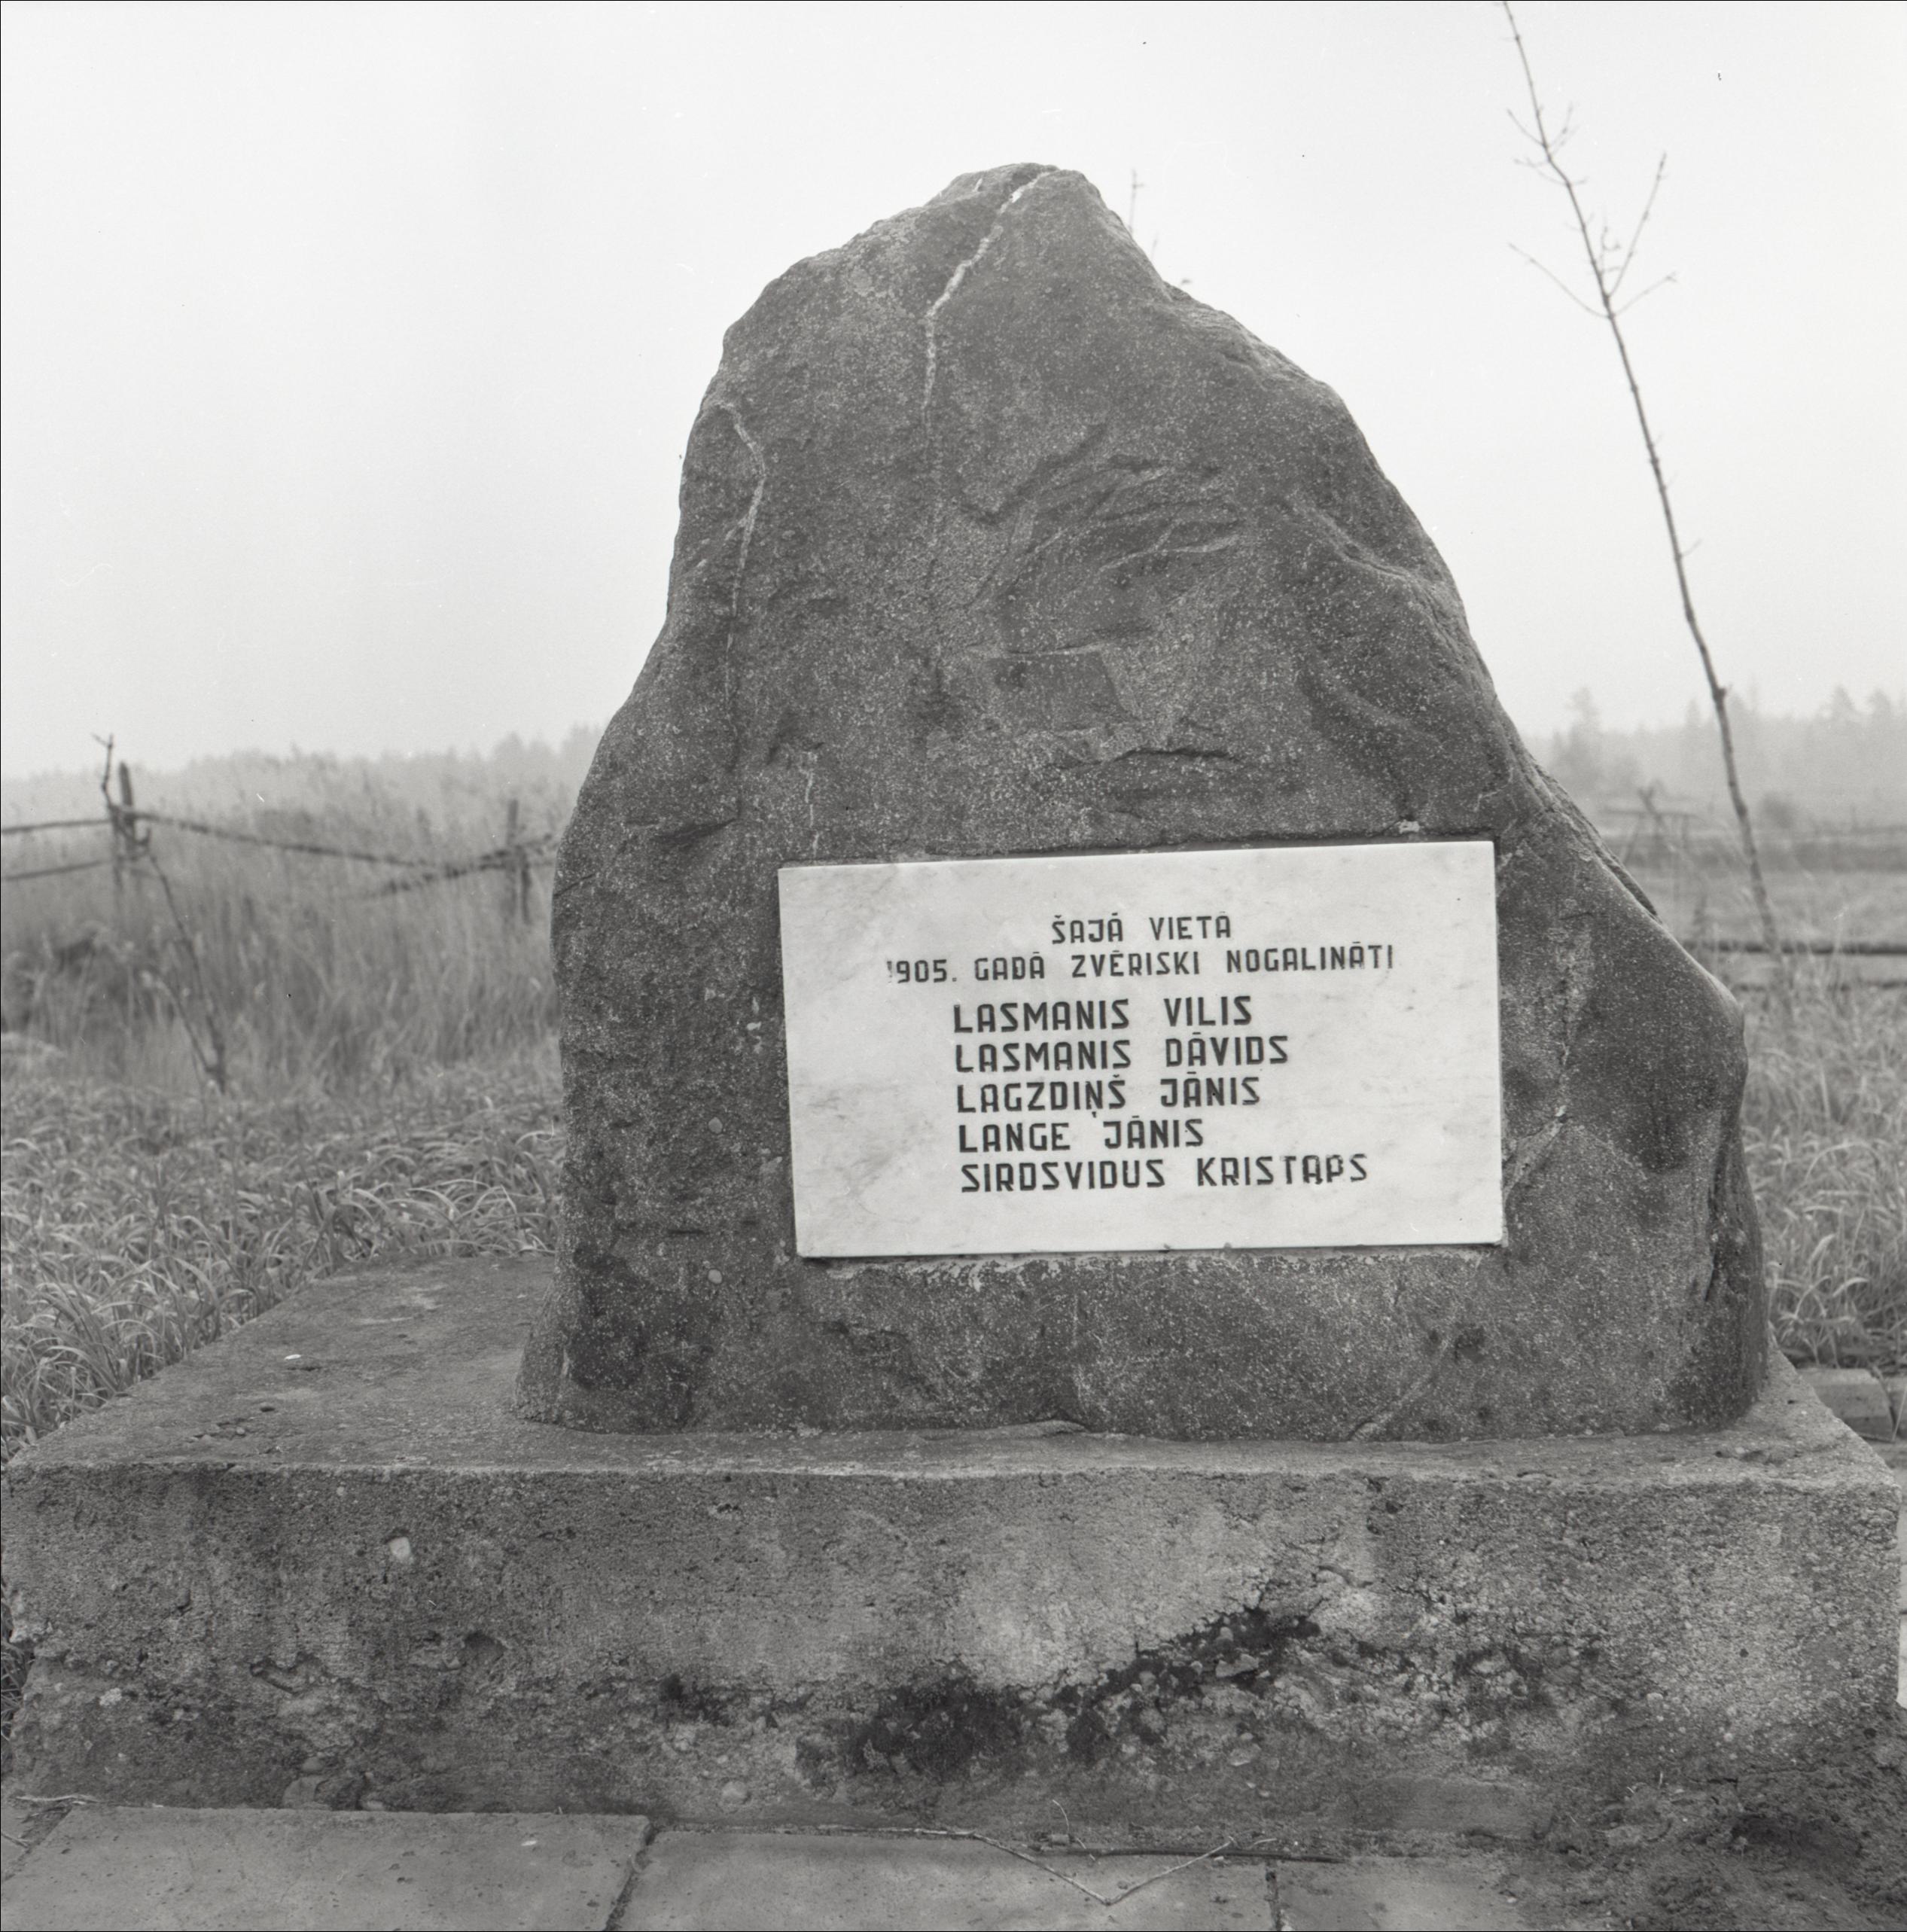 ŠAJĀ VIETĀ
1905. GADĀ ZVĒRISKI NOGALINĀTI
LASMANIS VILIS
LASMANIS DĀVIDS
LAGZDIŅŠ JĀNIS
LANGE JĀNIS
SIRDSVIDUS KRISTAPS